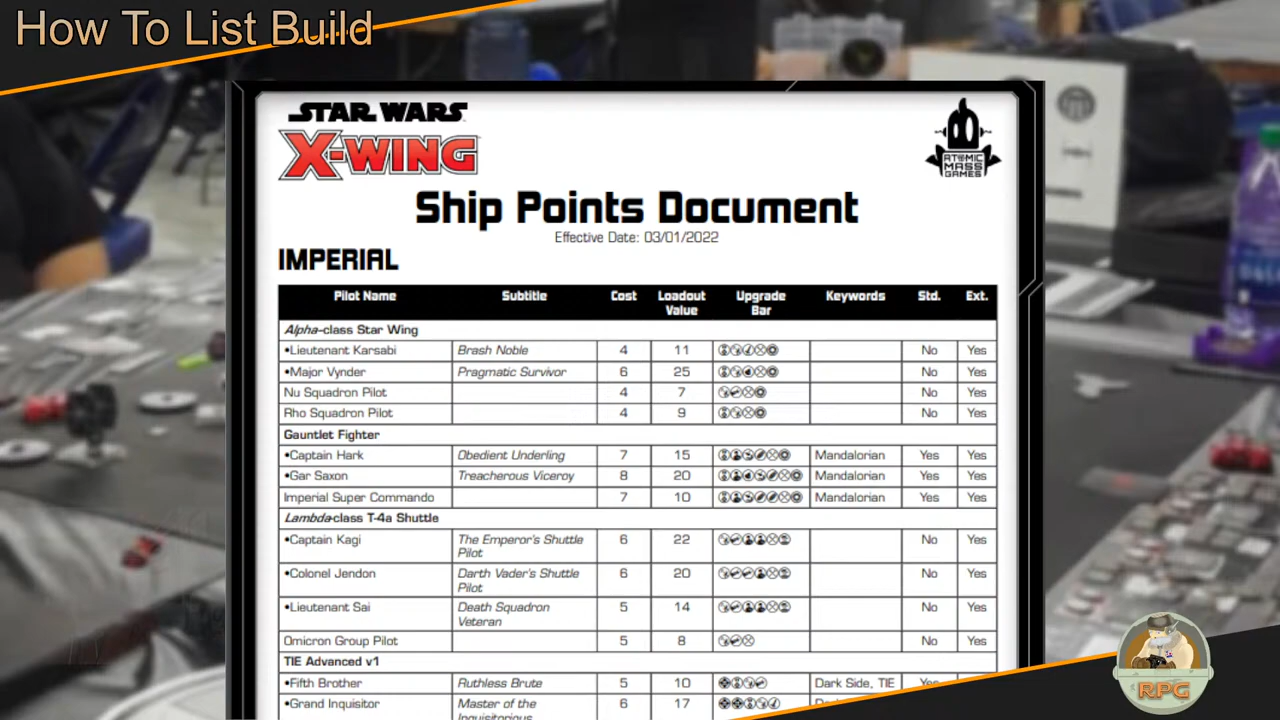 How To List Build
STAR WARS
X-WING
ATOMIC
MASS
GAMES
Ship Points Document
Effective Date: 03/01/2022
IMPERIAL
Pilot Name Subtitle Cost Loadout Value Upgrade Bar Keywords Std. Ext.
Alpha-class Star Wing
•Lieutenant Karsabi Brash Noble 4 11 No Yes
•Major Vynder Pragmatic Survivor 6 25 No Yes
Nu Squadron Pilot 4 7 No Yes
Rho Squadron Pilot 4 9 No Yes
Gauntlet Fighter
•Captain Hark Obedient Underling 7 15 Mandalorian Yes Yes
•Gar Saxon Treacherous Viceroy 8 20 Mandalorian Yes Yes
Imperial Super Commando 7 10 Mandalorian Yes Yes
Lambda-class T-4a Shuttle
•Captain Kagi The Emperor's Shuttle Pilot 6 22 No Yes
•Colonel Jendon Darth Vader's Shuttle Pilot 6 20 No Yes
•Lieutenant Sai Death Squadron Veteran 5 14 No Yes
Omicron Group Pilot 5 8 No Yes
TIE Advanced v1
•Fifth Brother Ruthless Brute 5 10 Dark Side, TIE
•Grand Inquisitor Master of the 6 17
RPG